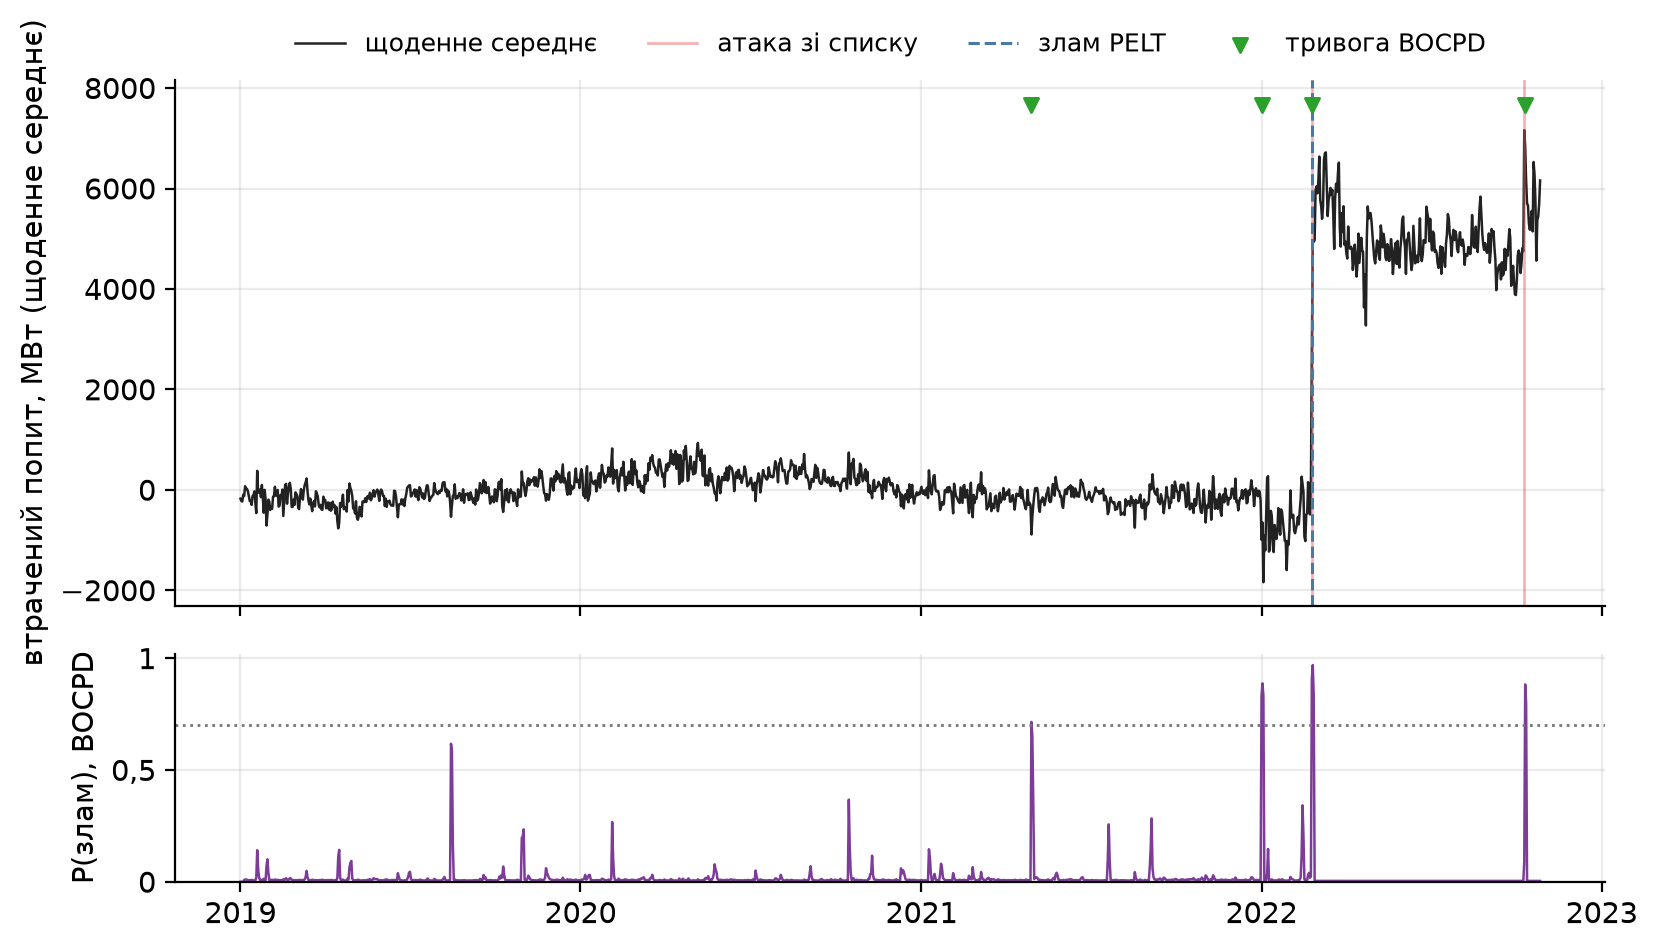 щоденне середнє
атака зі списку
злам PELT
тривога BOCPD
втрачений попит, МВт (щоденне середнє)
8000
6000
4000
2000
0
−2000
P(злам), BOCPD
1
0,5
0
2019
2020
2021
2022
2023